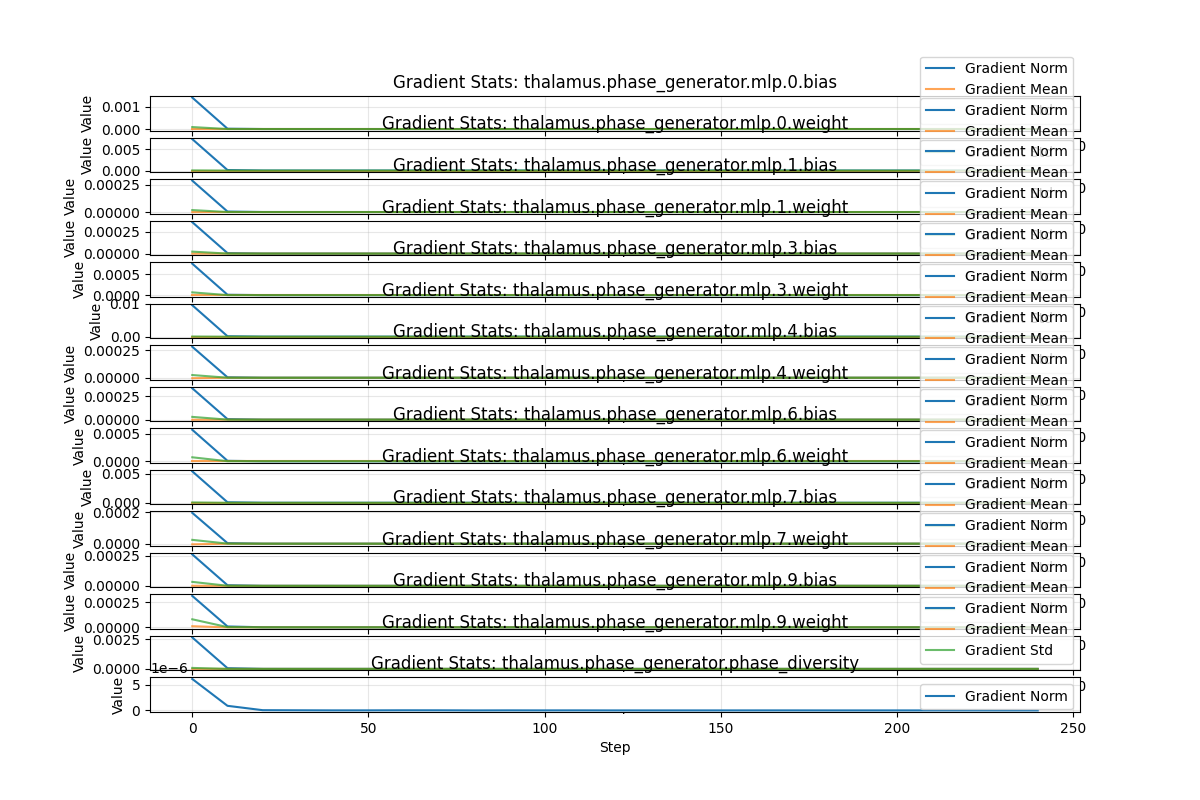 Gradient Stats: thalamus.phase_generator.mlp.0.bias
Gradient Norm
Gradient Mean
Value
0.001
0.000
Gradient Stats: thalamus.phase_generator.mlp.0.weight
Gradient Norm
Gradient Mean
Value
0.005
0.000
Gradient Stats: thalamus.phase_generator.mlp.1.bias
Gradient Norm
Gradient Mean
Value
0.00025
0.00000
Gradient Stats: thalamus.phase_generator.mlp.1.weight
Gradient Norm
Gradient Mean
Value
0.00025
0.00000
Gradient Stats: thalamus.phase_generator.mlp.3.bias
Gradient Norm
Gradient Mean
Value
0.0005
0.0000
Gradient Stats: thalamus.phase_generator.mlp.3.weight
Gradient Norm
Gradient Mean
Value
0.01
0.00
Gradient Stats: thalamus.phase_generator.mlp.4.bias
Gradient Norm
Gradient Mean
Value
0.00025
0.00000
Gradient Stats: thalamus.phase_generator.mlp.4.weight
Gradient Norm
Gradient Mean
Value
0.00025
0.00000
Gradient Stats: thalamus.phase_generator.mlp.6.bias
Gradient Norm
Gradient Mean
Value
0.0005
0.0000
Gradient Stats: thalamus.phase_generator.mlp.6.weight
Gradient Norm
Gradient Mean
Value
0.005
0.000
Gradient Stats: thalamus.phase_generator.mlp.7.bias
Gradient Norm
Gradient Mean
Value
0.0002
0.0000
Gradient Stats: thalamus.phase_generator.mlp.7.weight
Gradient Norm
Gradient Mean
Value
0.00025
0.00000
Gradient Stats: thalamus.phase_generator.mlp.9.bias
Gradient Norm
Gradient Mean
Value
0.00025
0.00000
Gradient Stats: thalamus.phase_generator.mlp.9.weight
Gradient Norm
Gradient Mean
Gradient Std
Value
0.0025
0.0000
Gradient Stats: thalamus.phase_generator.phase_diversity
1e−6
Gradient Norm
Value
5
0
0 50 100 150 200 250
Step